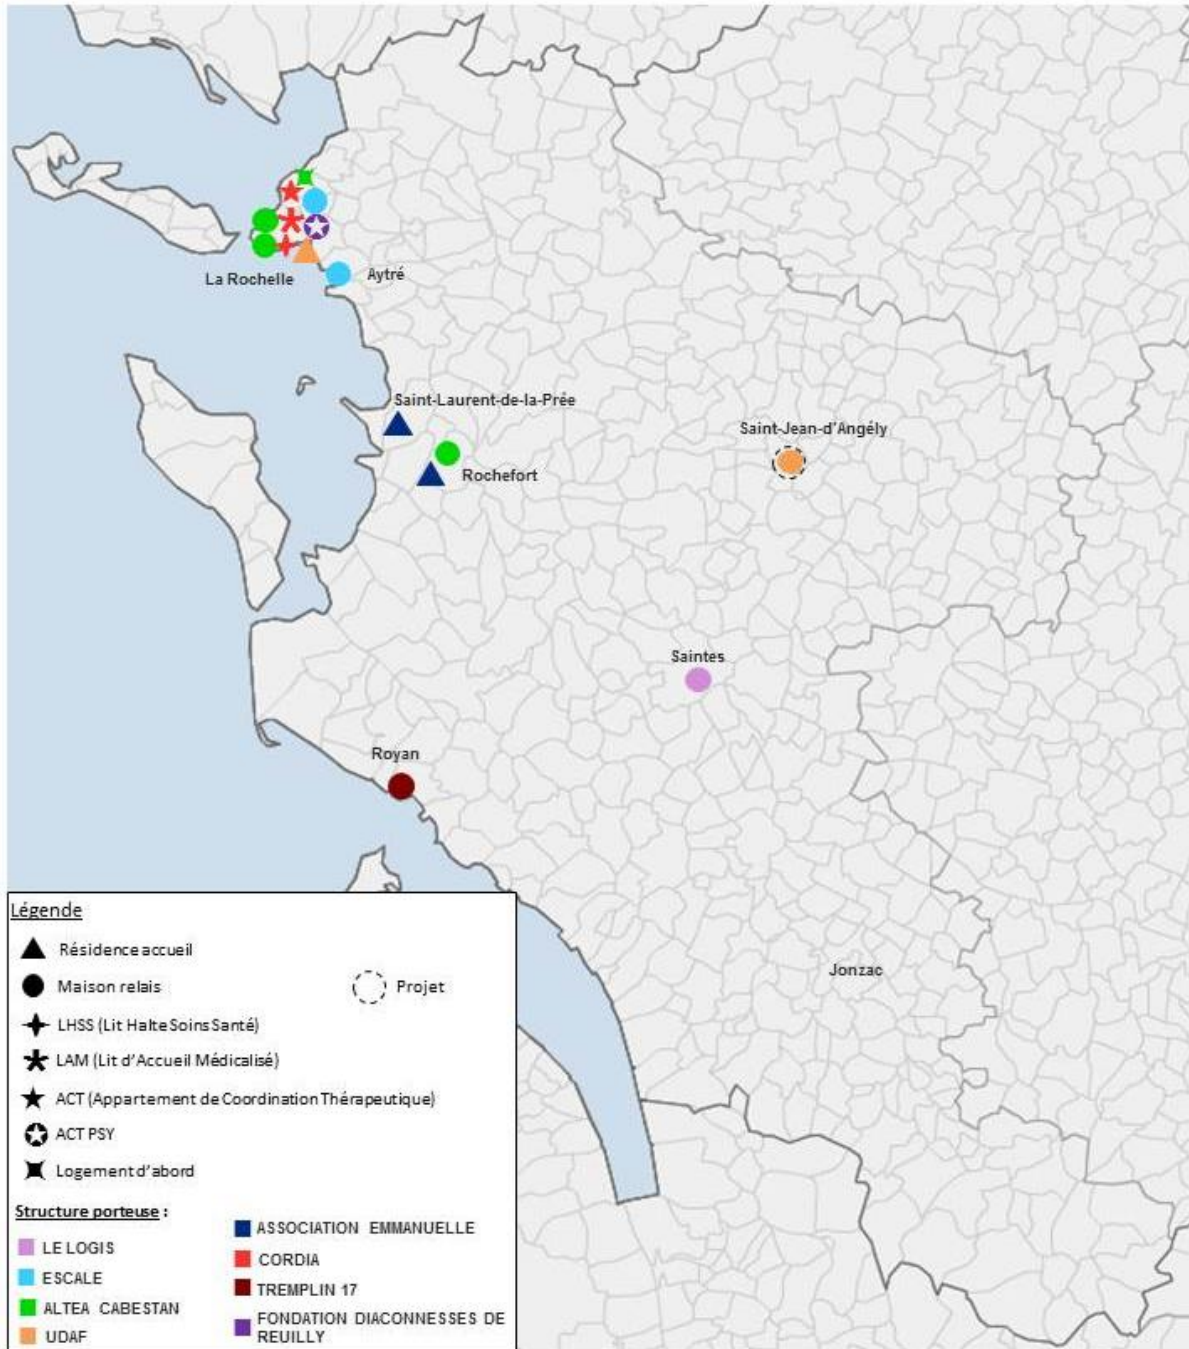 La Rochelle
Aytré
Saint-Laurent-de-la-Prée
Rochefort
Saint-Jean-d'Angély
Saintes
Royan
Jonzac
Légende
Résidence accueil
Maison relais
Projet
LHSS (Lit Halte Soins Santé)
LAM (Lit d'Accueil Médicalisé)
ACT (Appartement de Coordination Thérapeutique)
ACT PSY
Logement d'abord
Structure porteuse :
LE LOGIS
ESCALE
ALTEA CABESTAN
UDAF
ASSOCIATION EMMANUELLE
CORDIA
TREMPLIN 17
FONDATION DIACONNESSES DE
REUILLY